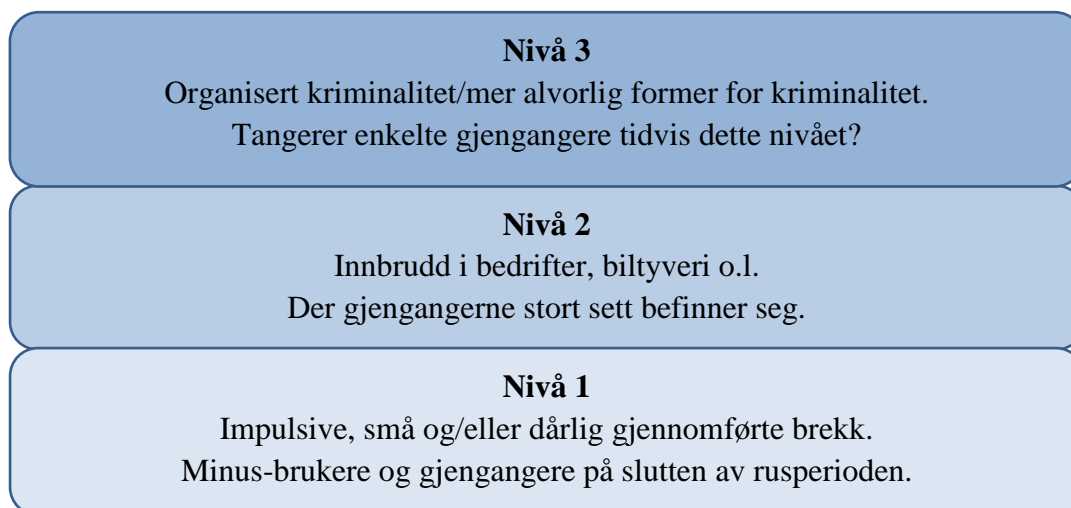 Nivå 3
Organisert kriminalitet/mer alvorlig former for kriminalitet.
Tangerer enkelte gjengangere tidvis dette nivået?
Nivå 2
Innbrudd i bedrifter, biltyveri o.l.
Der gjengangerne stort sett befinner seg.
Nivå 1
Impulsive, små og/eller dårlig gjennomførte brekk.
Minus-brukere og gjengangere på slutten av rusperioden.